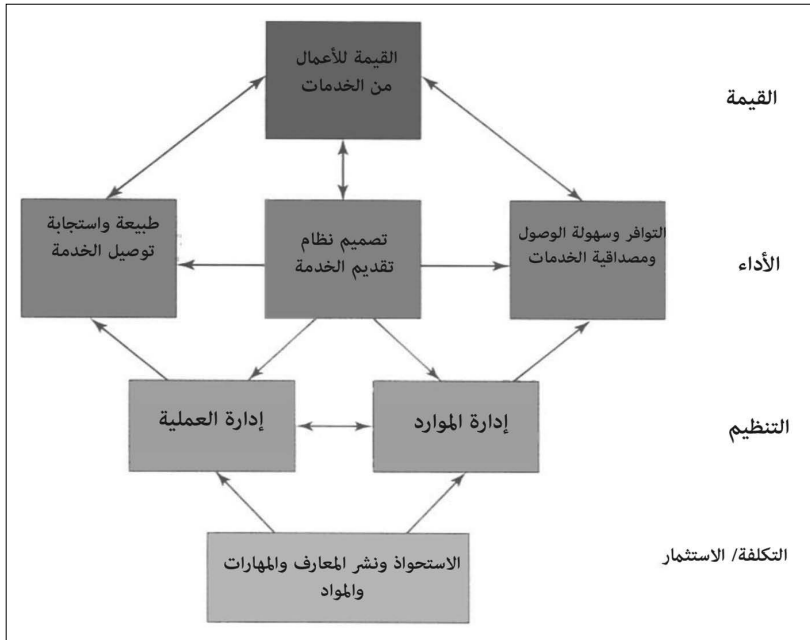 القيمة للأعمال
من الخدمات
القيمة
طبيعة واستجابة
توصيل الخدمة
تصميم نظام
تقديم الخدمة
التوافر وسهولة الوصول
ومصداقية الخدمات
الأداء
إدارة العملية
إدارة الموارد
التنظيم
الاستحواذ ونشر المعارف والمهارات
والمواد
التكلفة/ الاستثمار